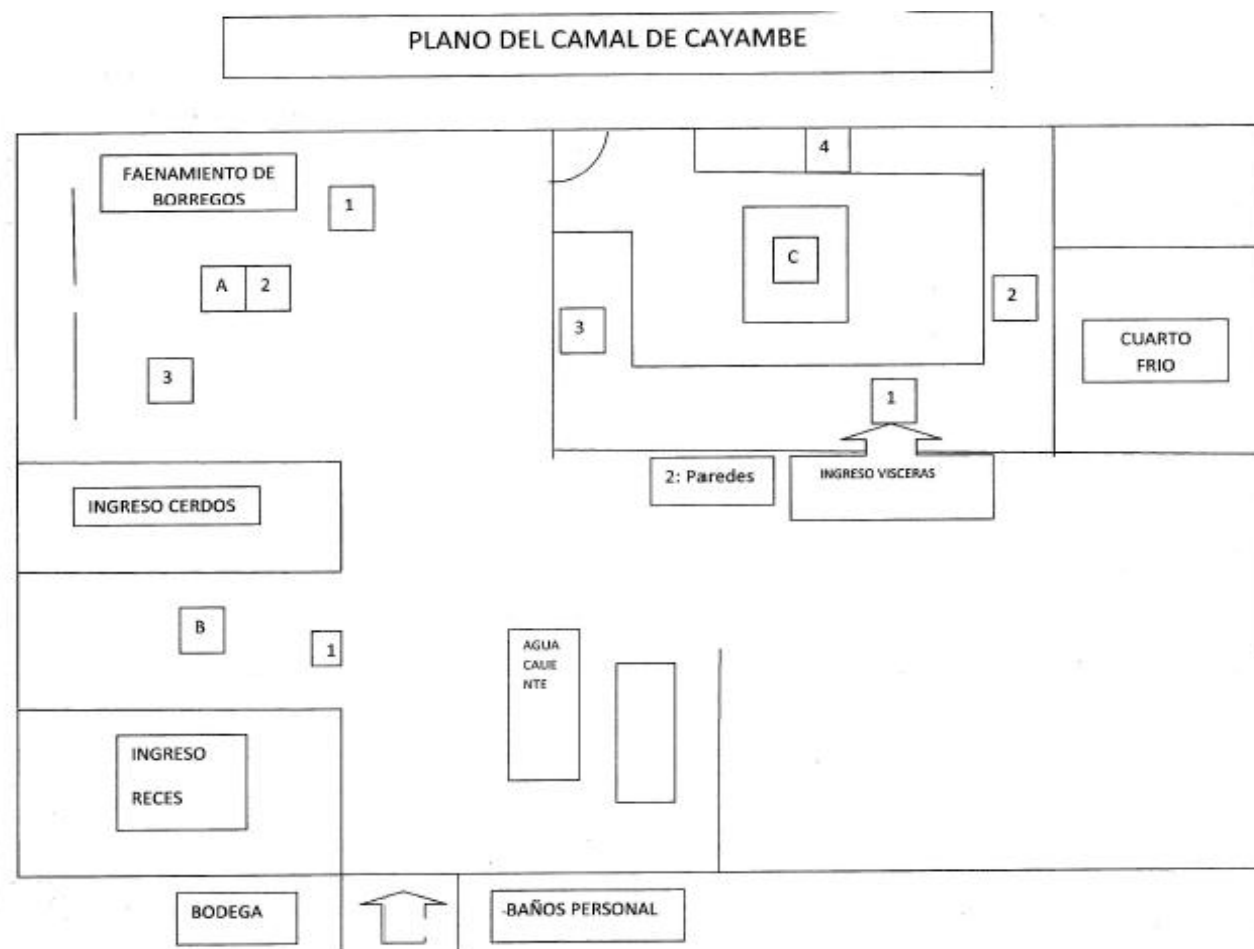 PLANO DEL CAMAL DE CAYAMBE
FAENAMIENTO DE
BORREGOS
1
A
2
3
4
C
2
3
1
CUARTO
FRIO
2: Paredes
INGRESO VISCERAS
INGRESO CERDOS
B
1
AGUA
CALIE
NTE
INGRESO
RECES
BODEGA
BAÑOS PERSONAL